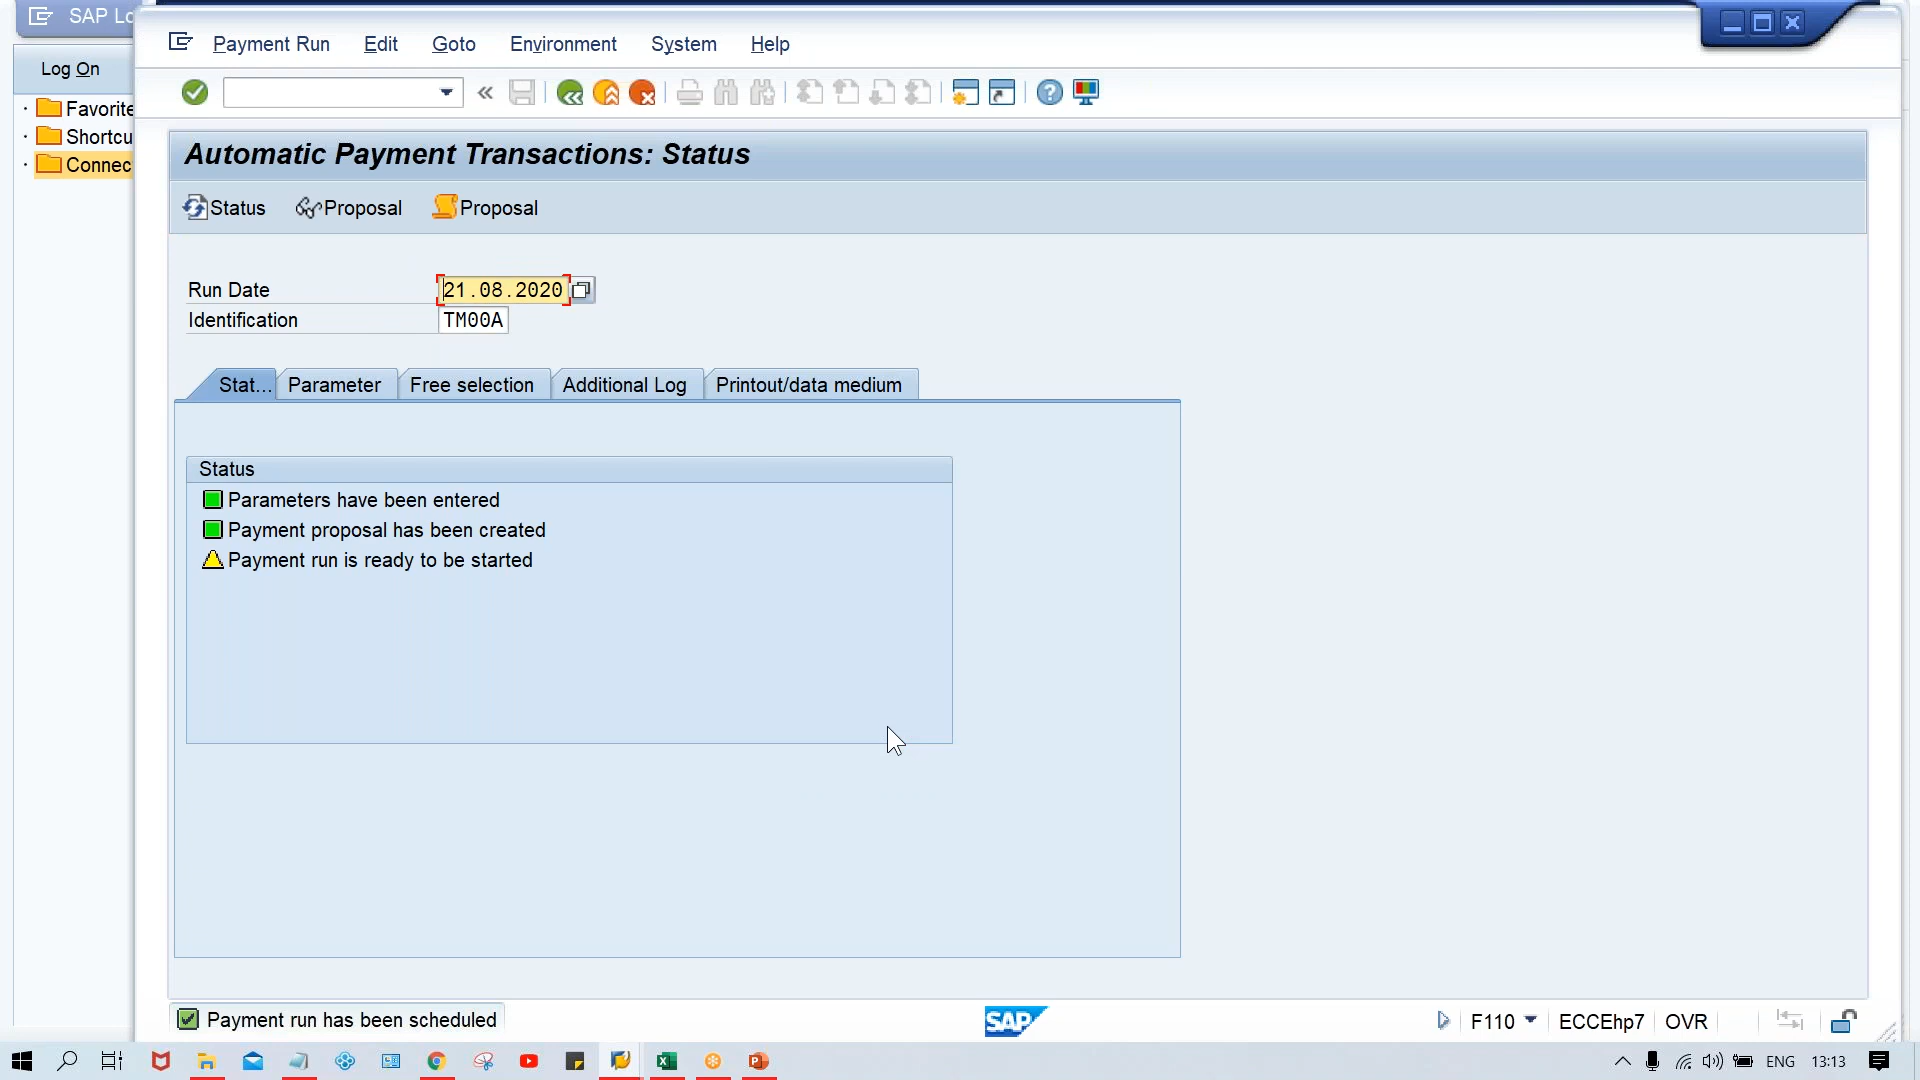 SAP Lo
Payment Run Edit Goto Environment System Help
Log On
Favorite
Shortcu
Connec
Automatic Payment Transactions: Status
Status Proposal Proposal
Run Date 21.08.2020
Identification TM00A
Stat... Parameter Free selection Additional Log Printout/data medium
Status
Parameters have been entered
Payment proposal has been created
Payment run is ready to be started
Payment run has been scheduled
SAP
F110 ECCEhp7 OVR
ENG 13:13